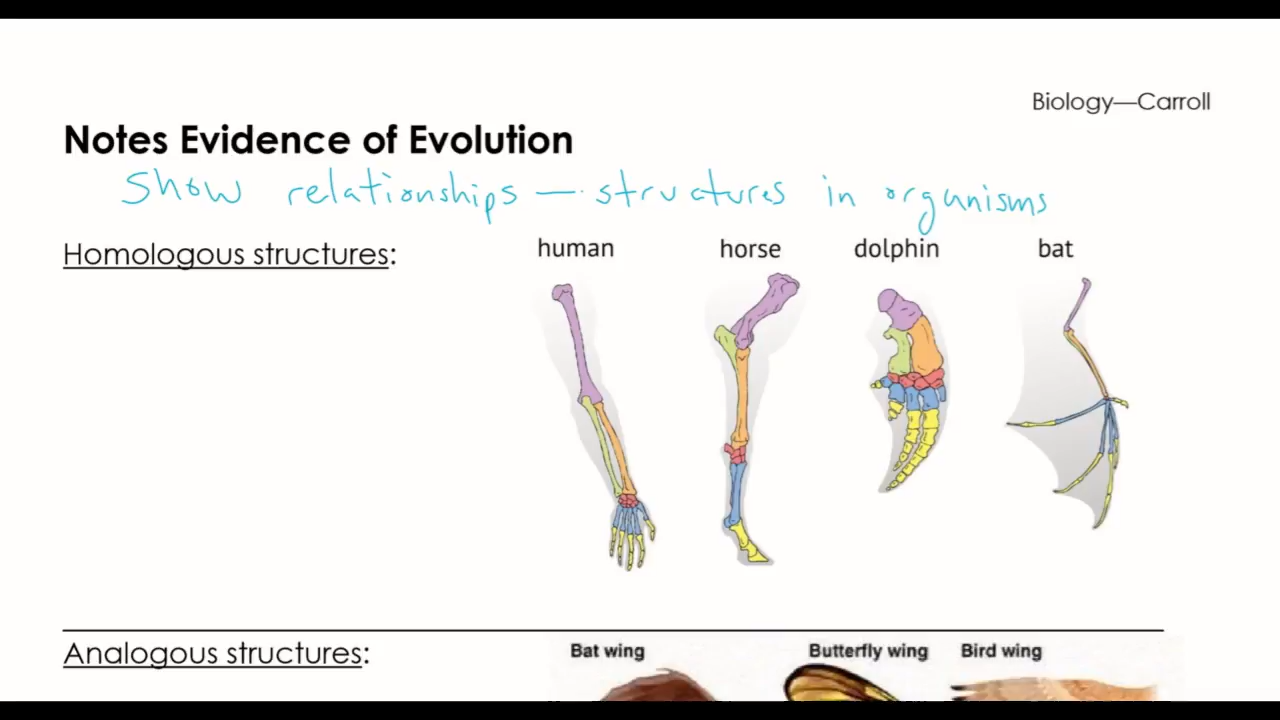 Biology—Carroll
Notes Evidence of Evolution
Show relationships — structures in organisms
Homologous structures:
human horse dolphin bat
Analogous structures:
Bat wing Butterfly wing Bird wing